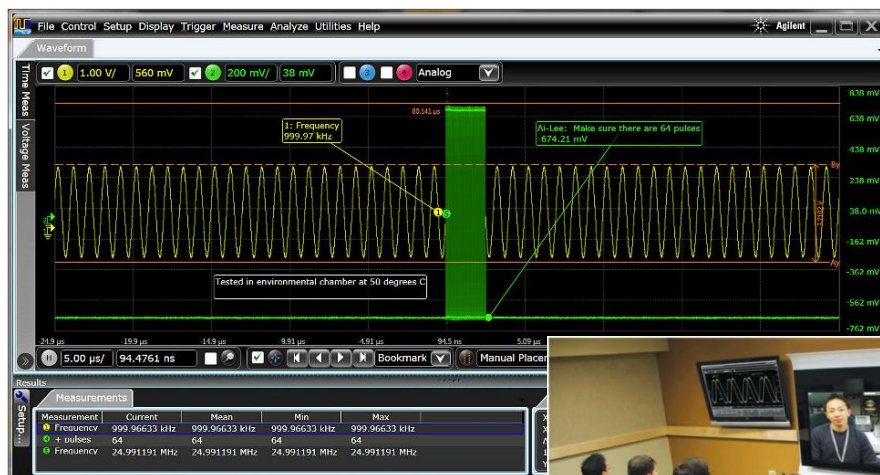 File Control Setup Display Trigger Measure Analyze Utilities Help
Agilent
Waveform
1 1.00 V/ 560 mV 2 200 mV/ 38 mV 3 4 Analog
Time Meas
Voltage Meas
838 mV
638 mV
438 mV
238 mV
38.0 mV
-162 mV
-362 mV
-562 mV
-762 mV
80.541 µs
1: Frequency
999.97 kHz
Ai-Lee: Make sure there are 64 pulses
-674.21 mV
By
Ay
Tested in environmental chamber at 50 degrees C
-24.9 µs -19.9 µs -14.9 µs -9.91 µs -4.91 µs 94.5 ns 5.09 µs
5.00 µs/ 94.4761 ns Bookmark Manual Placem
Results
Setup...
Measurements
Measurement Current Mean Min Max
1 Frequency 999.96633 kHz 999.96633 kHz 999.96633 kHz 999.96633 kHz
+ pulses 64 64 64 64
Frequency 24.991191 MHz 24.991191 MHz 24.991191 MHz 24.991191 MHz